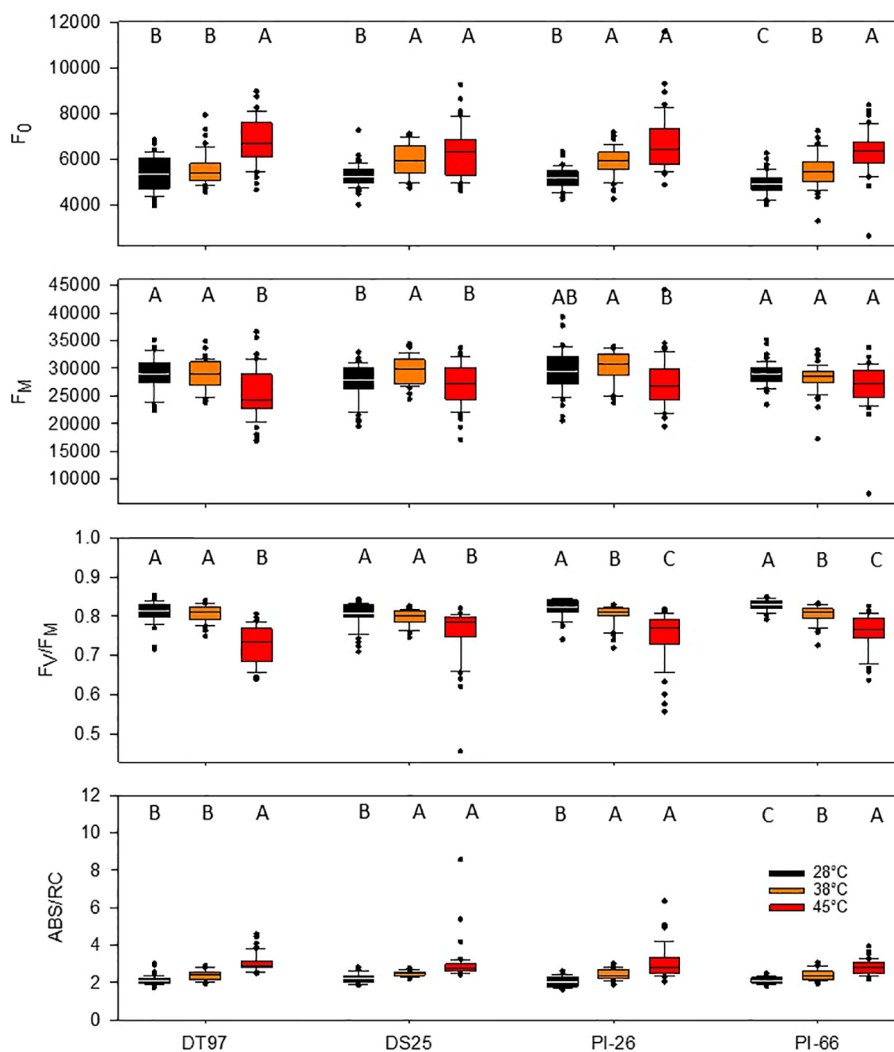 12000
10000
8000
6000
4000
F0
B B A B A A B A A C B A
45000
40000
35000
30000
25000
20000
15000
10000
FM
A A B B A B AB A B A A A
1.0
0.9
0.8
0.7
0.6
0.5
FV/FM
A A B A A B A B C A B C
12
10
8
6
4
2
0
ABS/RC
B B A B A A B A A C B A
28°C
38°C
45°C
DT97 DS25 PI-26 PI-66